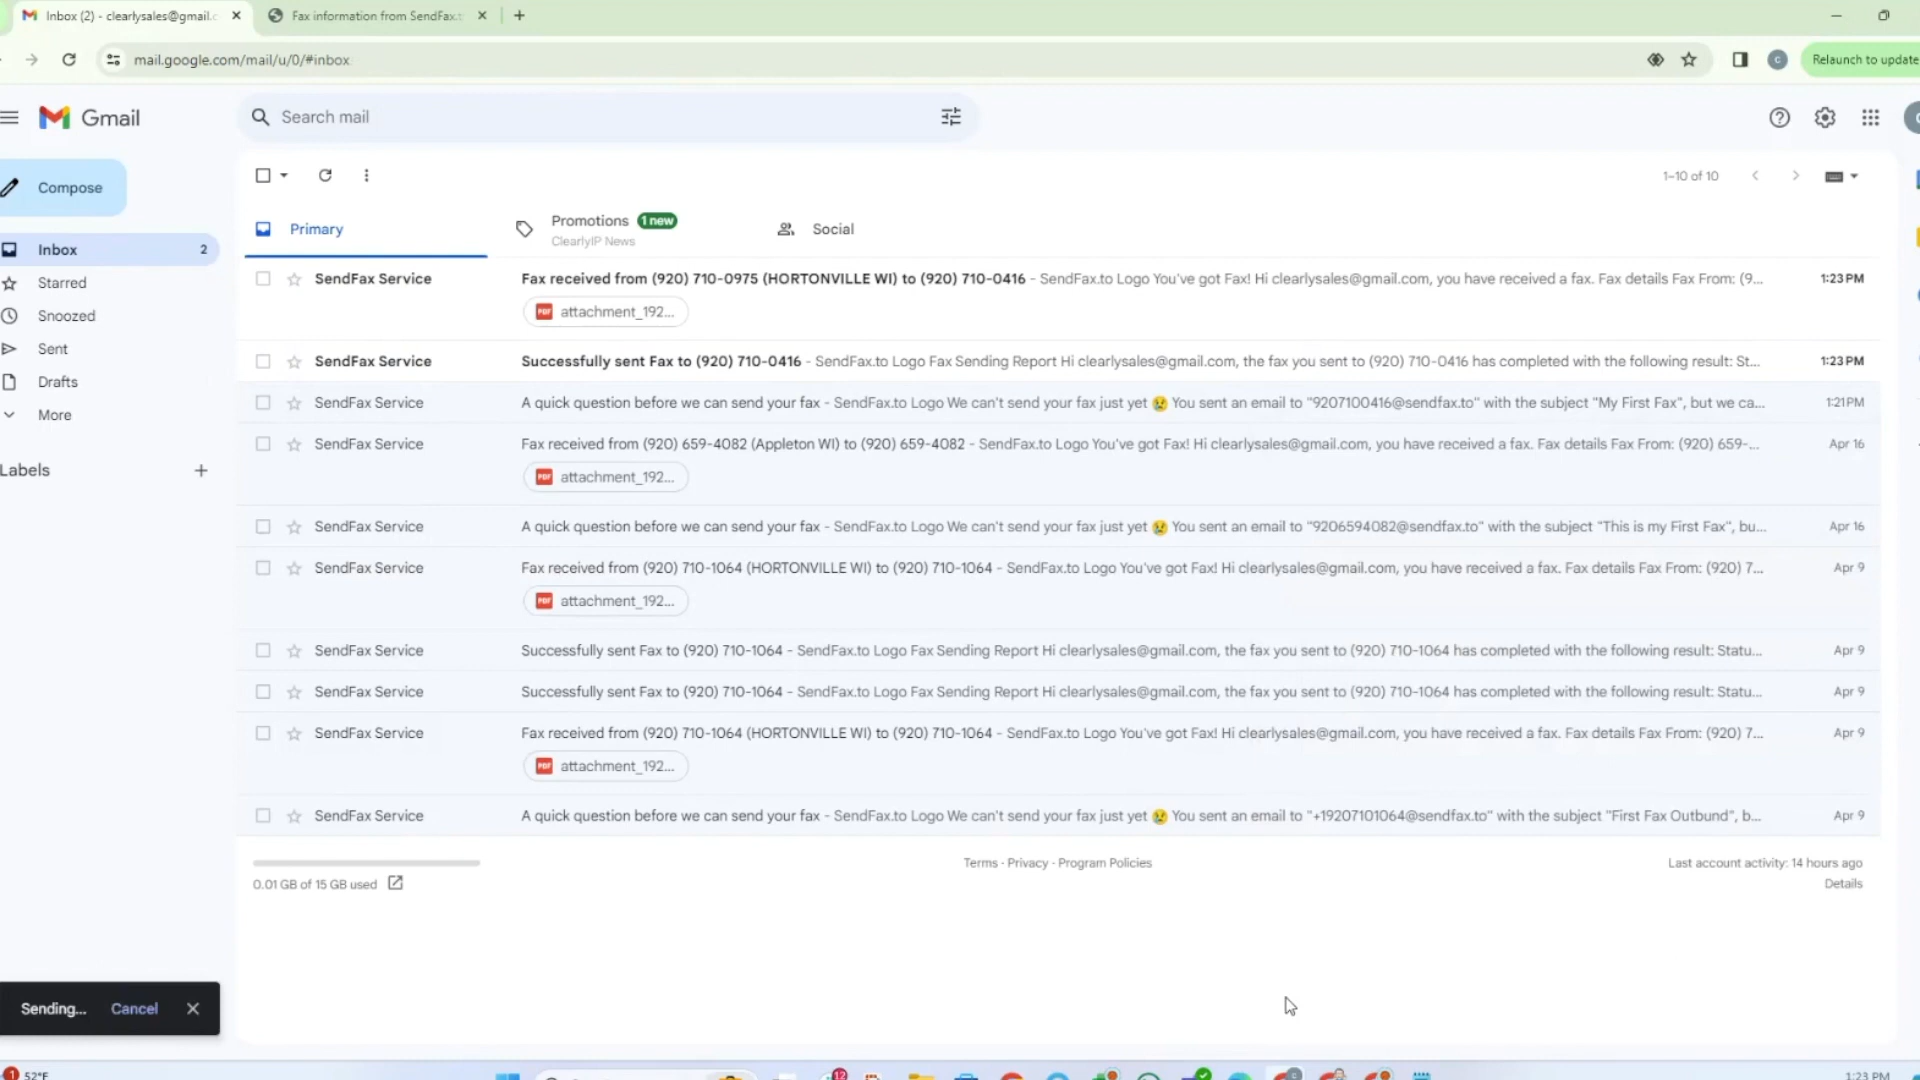 Inbox (2) - clearlysales@gmail.c
Fax information from SendFax.t
mail.google.com/mail/u/0/#inbox
Relaunch to update
Gmail
Search mail
Compose
1–10 of 10
Primary
Promotions 1 new
ClearlyIP News
Social
Inbox 2
Starred
Snoozed
Sent
Drafts
More
Labels
SendFax Service Fax received from (920) 710-0975 (HORTONVILLE WI) to (920) 710-0416 - SendFax.to Logo You've got Fax! Hi clearlysales@gmail.com, you have received a fax. Fax details Fax From: (9... 1:23 PM
PDF attachment_192...
SendFax Service Successfully sent Fax to (920) 710-0416 - SendFax.to Logo Fax Sending Report Hi clearlysales@gmail.com, the fax you sent to (920) 710-0416 has completed with the following result: St... 1:23 PM
SendFax Service A quick question before we can send your fax - SendFax.to Logo We can't send your fax just yet 😢 You sent an email to "9207100416@sendfax.to" with the subject "My First Fax", but we ca... 1:21 PM
SendFax Service Fax received from (920) 659-4082 (Appleton WI) to (920) 659-4082 - SendFax.to Logo You've got Fax! Hi clearlysales@gmail.com, you have received a fax. Fax details Fax From: (920) 659-... Apr 16
PDF attachment_192...
SendFax Service A quick question before we can send your fax - SendFax.to Logo We can't send your fax just yet 😢 You sent an email to "9206594082@sendfax.to" with the subject "This is my First Fax", bu... Apr 16
SendFax Service Fax received from (920) 710-1064 (HORTONVILLE WI) to (920) 710-1064 - SendFax.to Logo You've got Fax! Hi clearlysales@gmail.com, you have received a fax. Fax details Fax From: (920) 7... Apr 9
PDF attachment_192...
SendFax Service Successfully sent Fax to (920) 710-1064 - SendFax.to Logo Fax Sending Report Hi clearlysales@gmail.com, the fax you sent to (920) 710-1064 has completed with the following result: Statu... Apr 9
SendFax Service Successfully sent Fax to (920) 710-1064 - SendFax.to Logo Fax Sending Report Hi clearlysales@gmail.com, the fax you sent to (920) 710-1064 has completed with the following result: Statu... Apr 9
SendFax Service Fax received from (920) 710-1064 (HORTONVILLE WI) to (920) 710-1064 - SendFax.to Logo You've got Fax! Hi clearlysales@gmail.com, you have received a fax. Fax details Fax From: (920) 7... Apr 9
PDF attachment_192...
SendFax Service A quick question before we can send your fax - SendFax.to Logo We can't send your fax just yet 😢 You sent an email to "+19207101064@sendfax.to" with the subject "First Fax Outbund", b... Apr 9
0.01 GB of 15 GB used
Terms · Privacy · Program Policies
Last account activity: 14 hours ago
Details
Sending... Cancel
1 52°F
12
1:23 PM